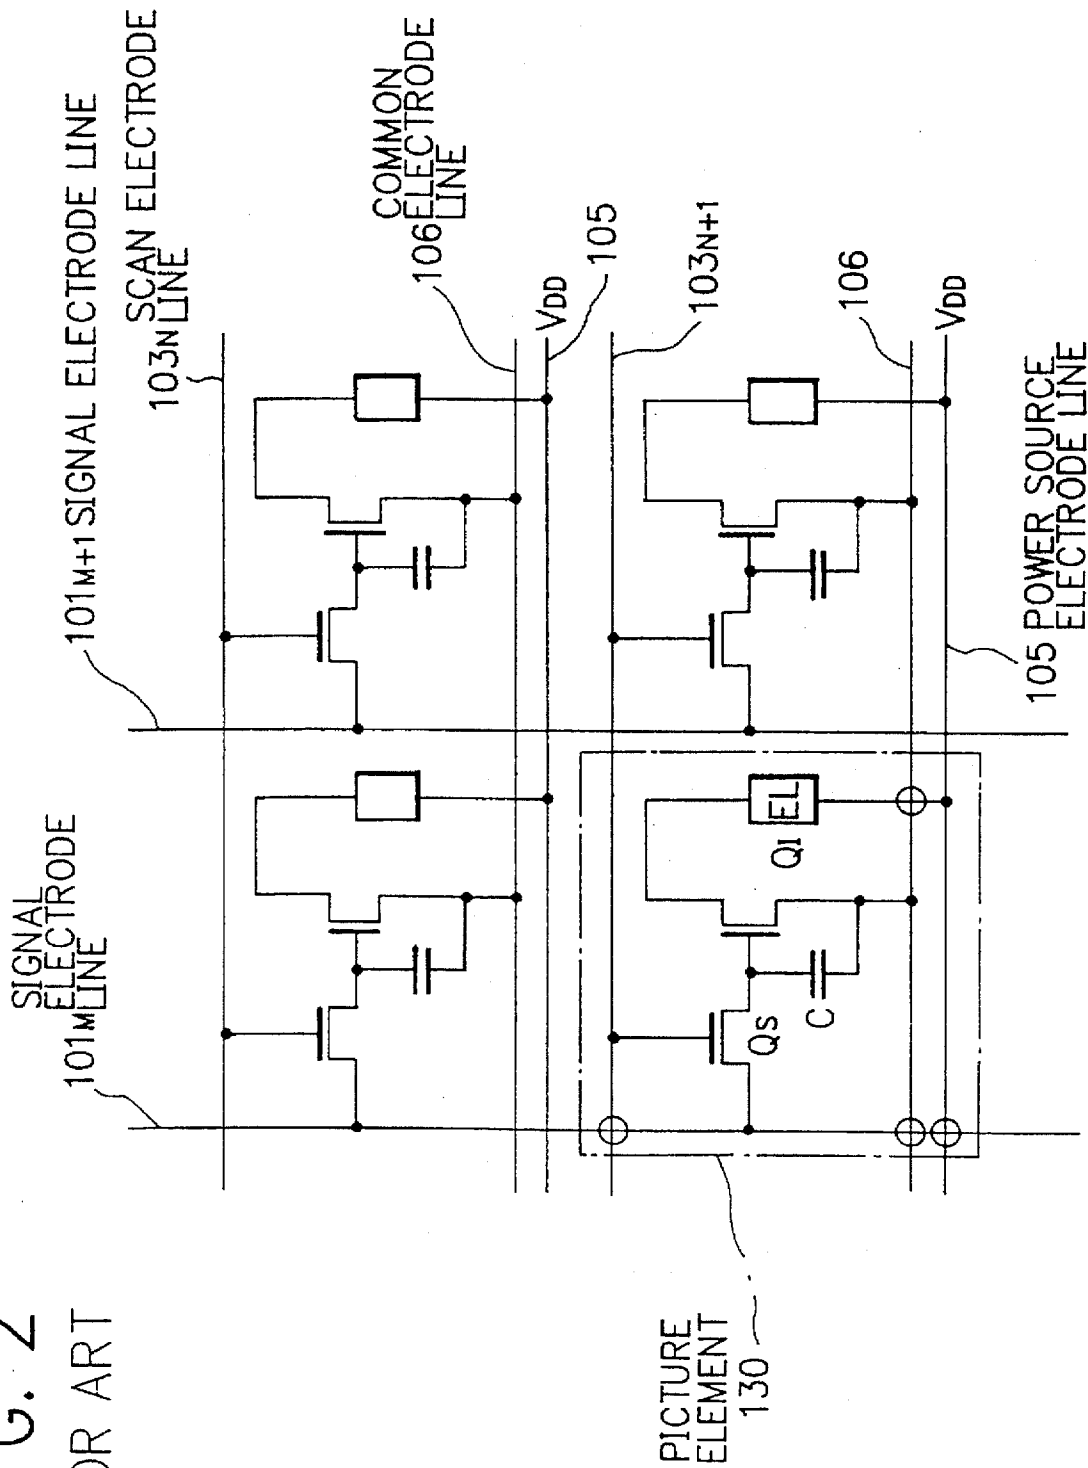 G. 2
OR ART
SIGNAL
ELECTRODE
101M LINE
101M+1 SIGNAL ELECTRODE LINE
SCAN ELECTRODE
103N LINE
COMMON
ELECTRODE
LINE
106
VDD
105
103N+1
106
VDD
105 POWER SOURCE
ELECTRODE LINE
PICTURE
ELEMENT
130
QS
C
QI
EL